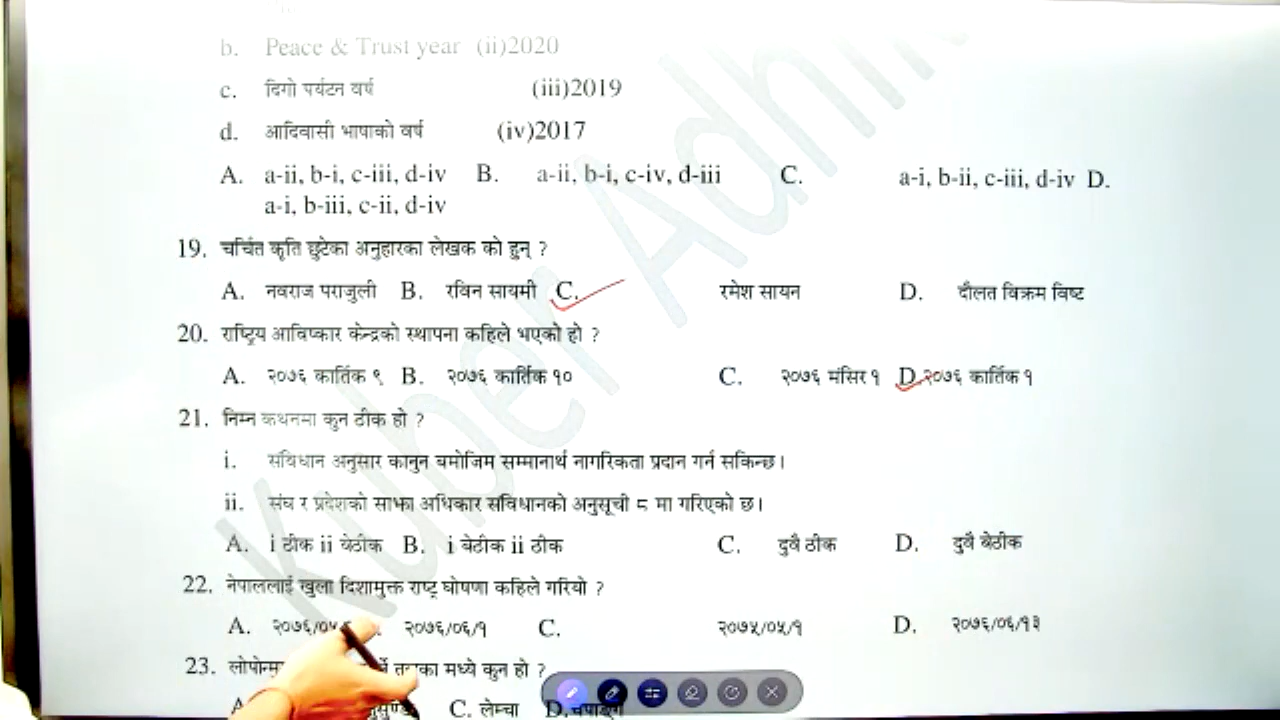 b. Peace & Trust year (ii)2020
c. दिगो पर्यटन वर्ष (iii)2019
d. आदिवासी भाषाको वर्ष (iv)2017
A. a-ii, b-i, c-iii, d-iv B. a-ii, b-i, c-iv, d-iii C. a-i, b-ii, c-iii, d-iv D.
a-i, b-iii, c-ii, d-iv
19. चर्चित कृति छुटेका अनुहारका लेखक को हुन् ?
A. नवराज पराजुली B. रविन सायमी C. रमेश सायन D. दौलत विक्रम विष्ट
20. राष्ट्रिय आविष्कार केन्द्रको स्थापना कहिले भएको हो ?
A. २०७६ कार्तिक ९ B. २०७६ कार्तिक १० C. २०७६ मंसिर १ D. २०७६ कार्तिक १
21. निम्न कथनमा कुन ठीक हो ?
i. संविधान अनुसार कानुन बमोजिम सम्मानार्थ नागरिकता प्रदान गर्न सकिन्छ।
ii. संघ र प्रदेशको साझा अधिकार संविधानको अनुसूची ८ मा गरिएको छ।
A. i ठीक ii बेठीक B. i बेठीक ii ठीक C. दुवै ठीक D. दुवै बेठीक
22. नेपाललाई खुला दिशामुक्त राष्ट्र घोषणा कहिले गरियो ?
A. २०७६/०६/१ C. २०७५/०५/१ D. २०७६/०६/१३
23. मध्ये कुन हो ?
C. लेम्चा D. चेपाङ्ग
Kuber Adhi